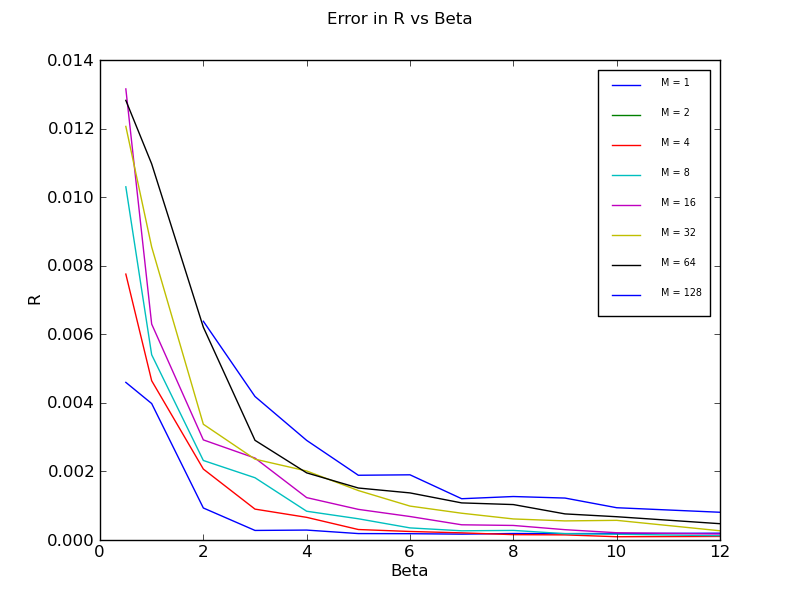 Error in R vs Beta
0.014
0.012
0.010
0.008
0.006
0.004
0.002
0.000
R
0
2
4
6
8
10
12
Beta
M = 1
M = 2
M = 4
M = 8
M = 16
M = 32
M = 64
M = 128